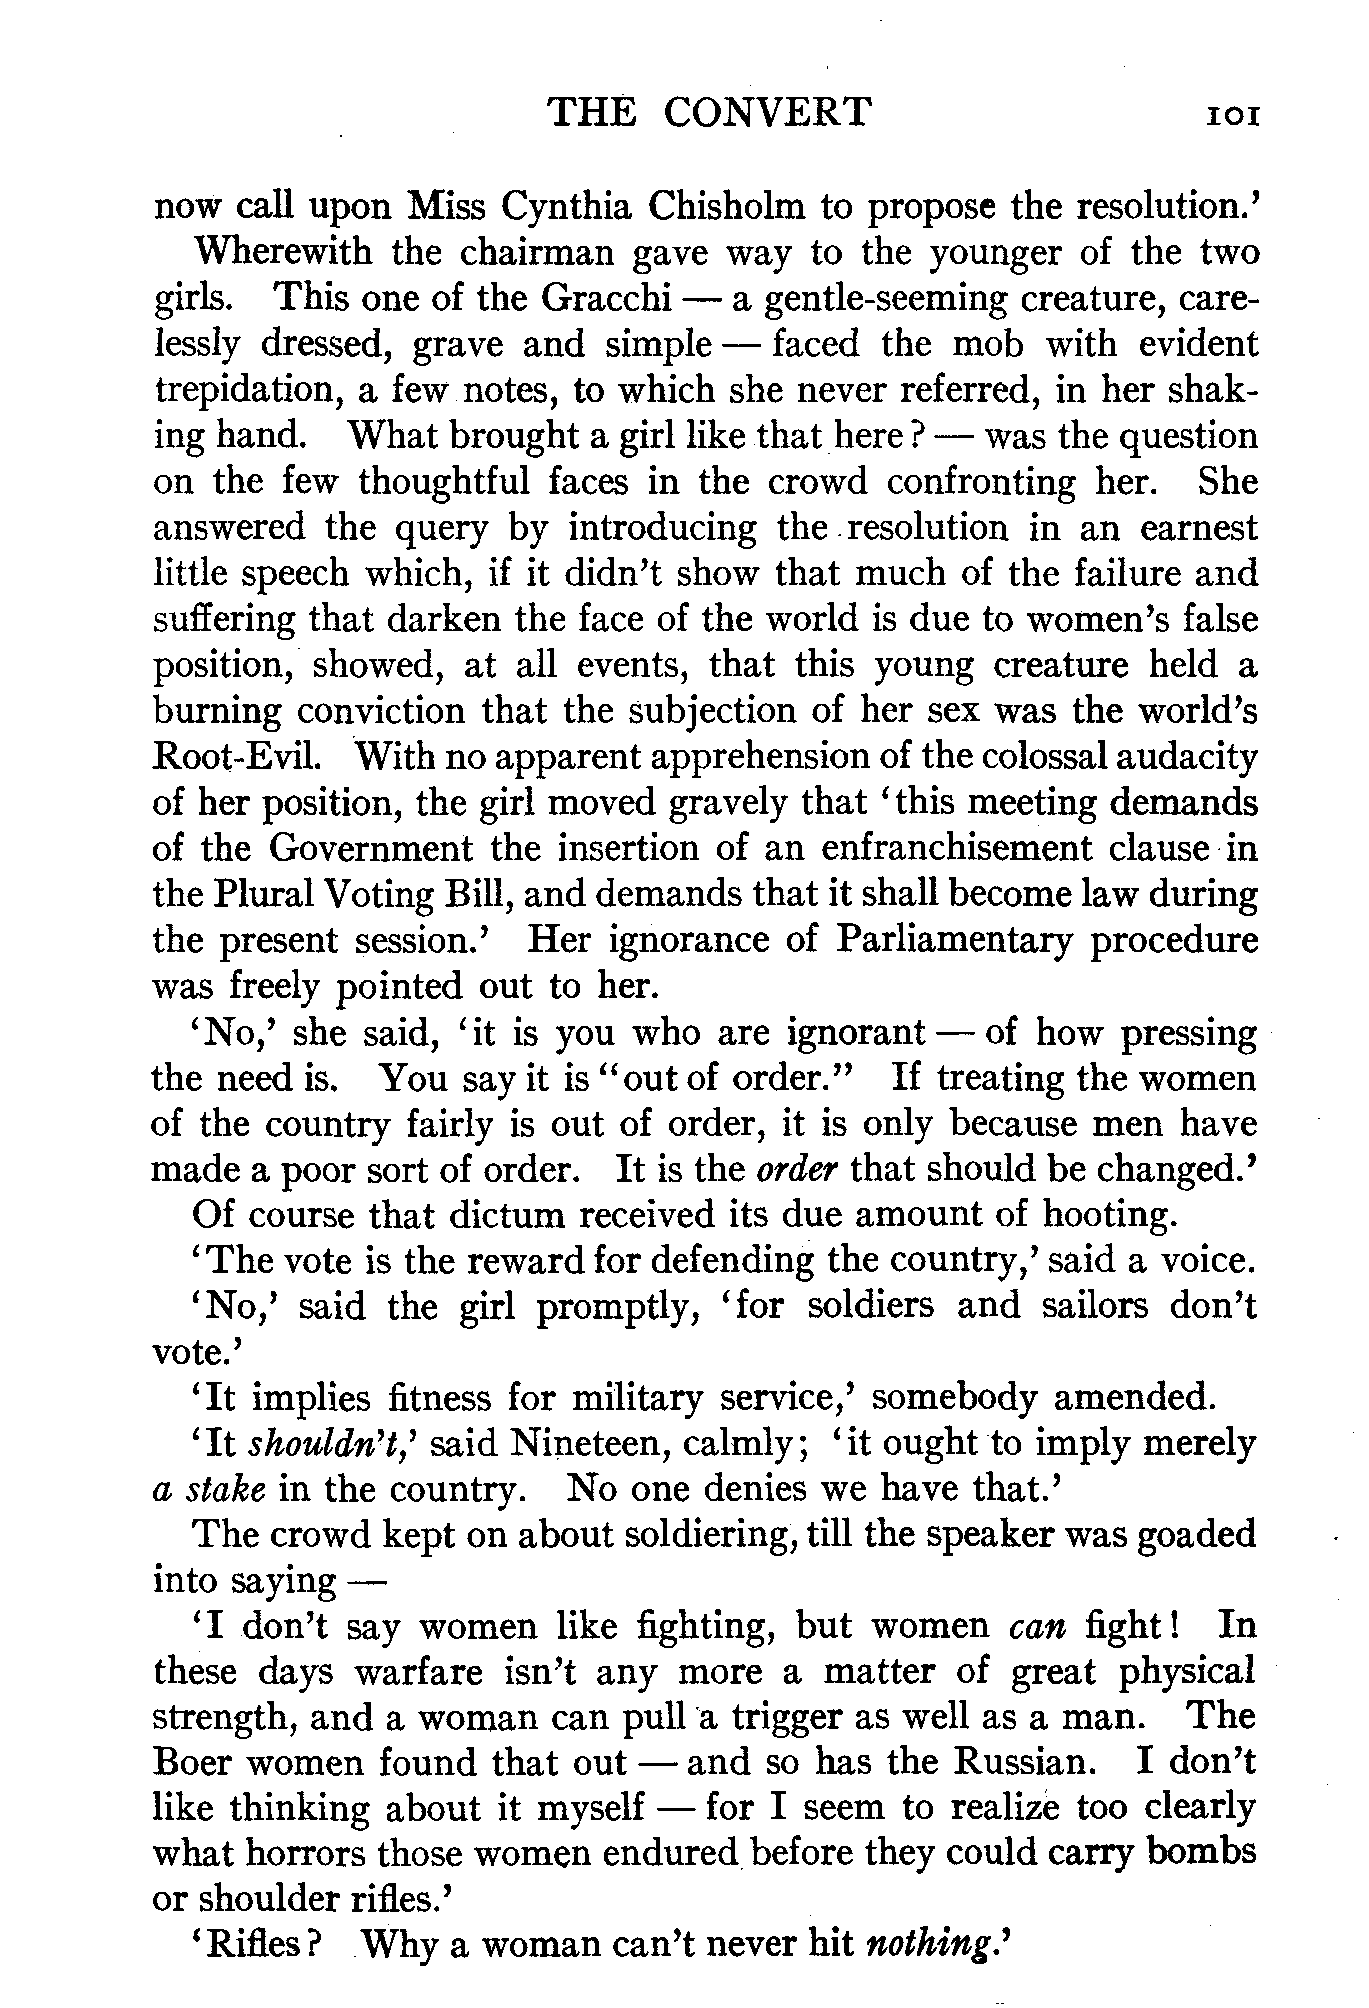 THE CONVERT 101
now call upon Miss Cynthia Chisholm to propose the resolution.’
Wherewith the chairman gave way to the younger of the two
girls. This one of the Gracchi — a gentle-seeming creature, care-
lessly dressed, grave and simple — faced the mob with evident
trepidation, a few notes, to which she never referred, in her shak-
ing hand. What brought a girl like that here? — was the question
on the few thoughtful faces in the crowd confronting her. She
answered the query by introducing the resolution in an earnest
little speech which, if it didn’t show that much of the failure and
suffering that darken the face of the world is due to women’s false
position, showed, at all events, that this young creature held a
burning conviction that the subjection of her sex was the world’s
Root-Evil. With no apparent apprehension of the colossal audacity
of her position, the girl moved gravely that ‘this meeting demands
of the Government the insertion of an enfranchisement clause in
the Plural Voting Bill, and demands that it shall become law during
the present session.’ Her ignorance of Parliamentary procedure
was freely pointed out to her.
‘No,’ she said, ‘it is you who are ignorant — of how pressing
the need is. You say it is “out of order.” If treating the women
of the country fairly is out of order, it is only because men have
made a poor sort of order. It is the order that should be changed.’
Of course that dictum received its due amount of hooting.
‘The vote is the reward for defending the country,’ said a voice.
‘No,’ said the girl promptly, ‘for soldiers and sailors don’t
vote.’
‘It implies fitness for military service,’ somebody amended.
‘It shouldn’t,’ said Nineteen, calmly; ‘it ought to imply merely
a stake in the country. No one denies we have that.’
The crowd kept on about soldiering, till the speaker was goaded
into saying —
‘I don’t say women like fighting, but women can fight! In
these days warfare isn’t any more a matter of great physical
strength, and a woman can pull a trigger as well as a man. The
Boer women found that out — and so has the Russian. I don’t
like thinking about it myself — for I seem to realize too clearly
what horrors those women endured before they could carry bombs
or shoulder rifles.’
‘Rifles? Why a woman can’t never hit nothing.’